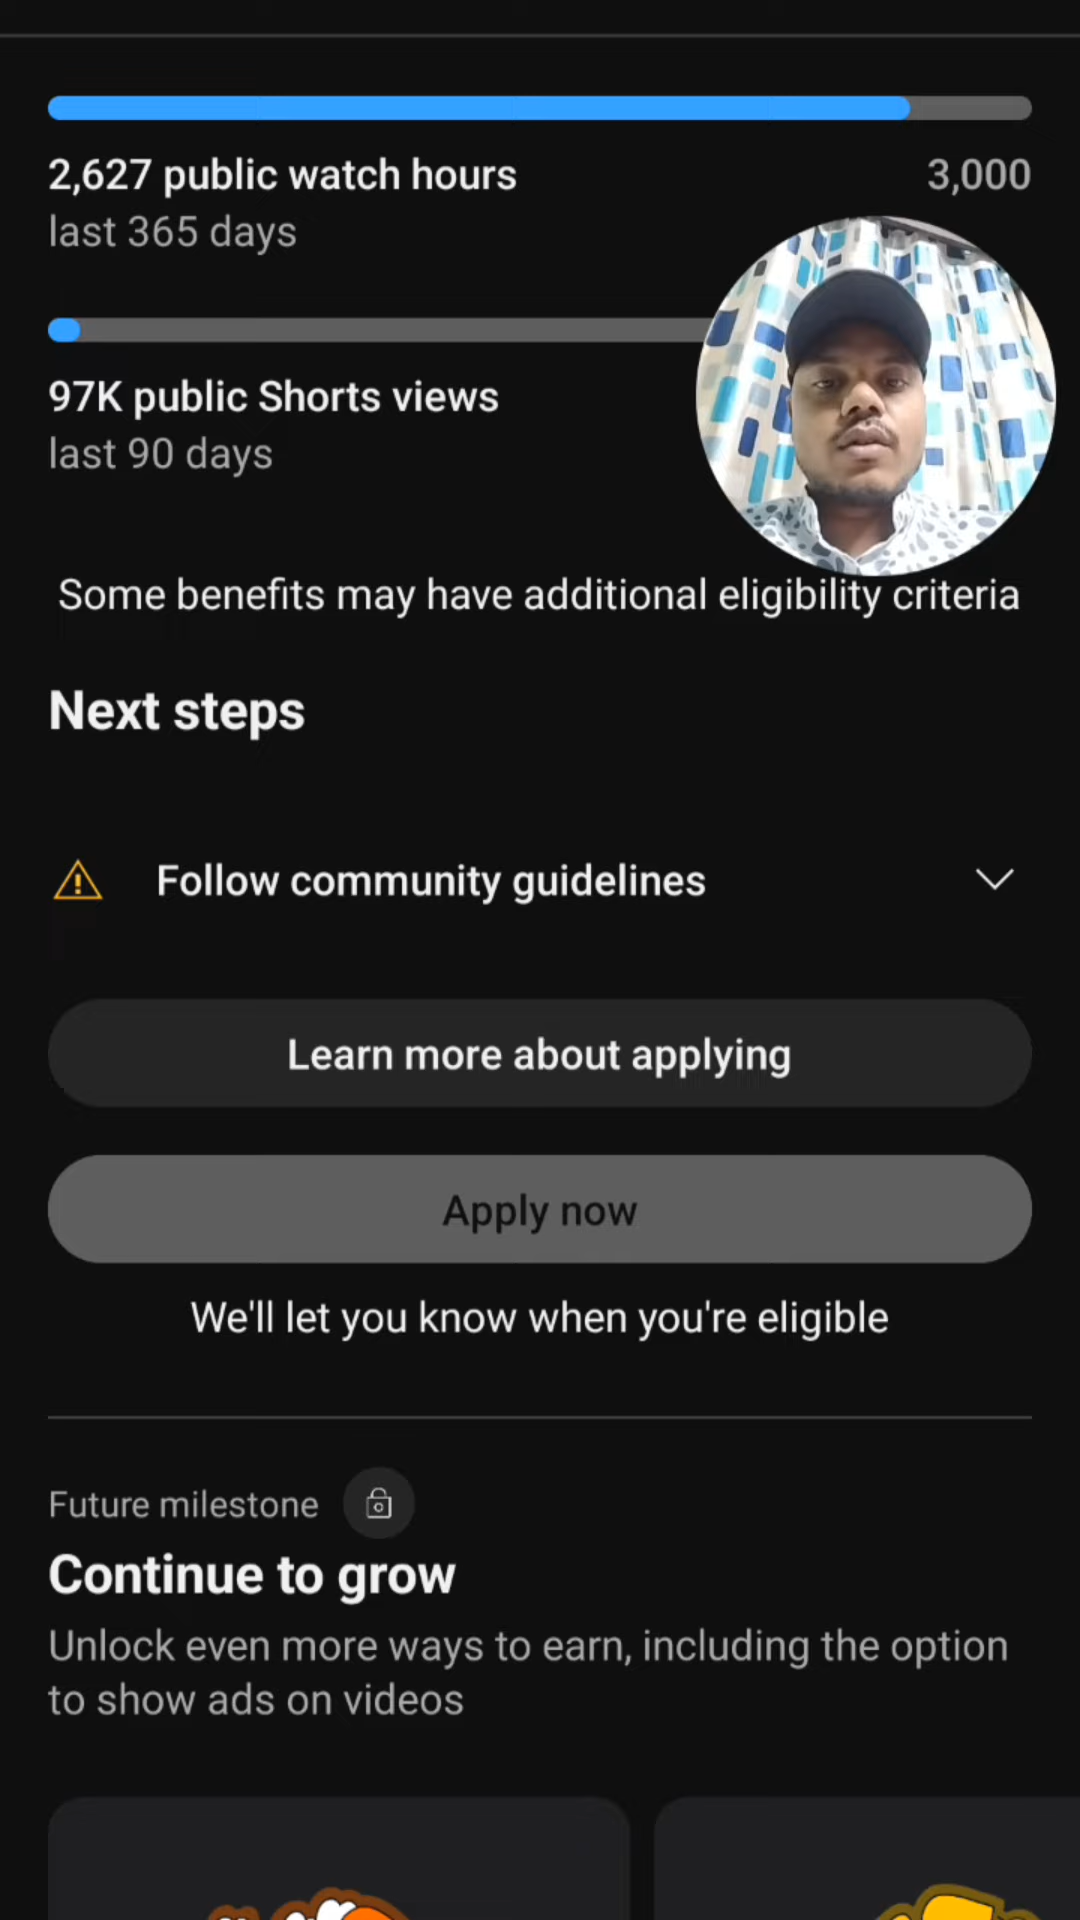 2,627 public watch hours 3,000
last 365 days
97K public Shorts views
last 90 days
Some benefits may have additional eligibility criteria
Next steps
Follow community guidelines
Learn more about applying
Apply now
We'll let you know when you're eligible
Future milestone
Continue to grow
Unlock even more ways to earn, including the option
to show ads on videos